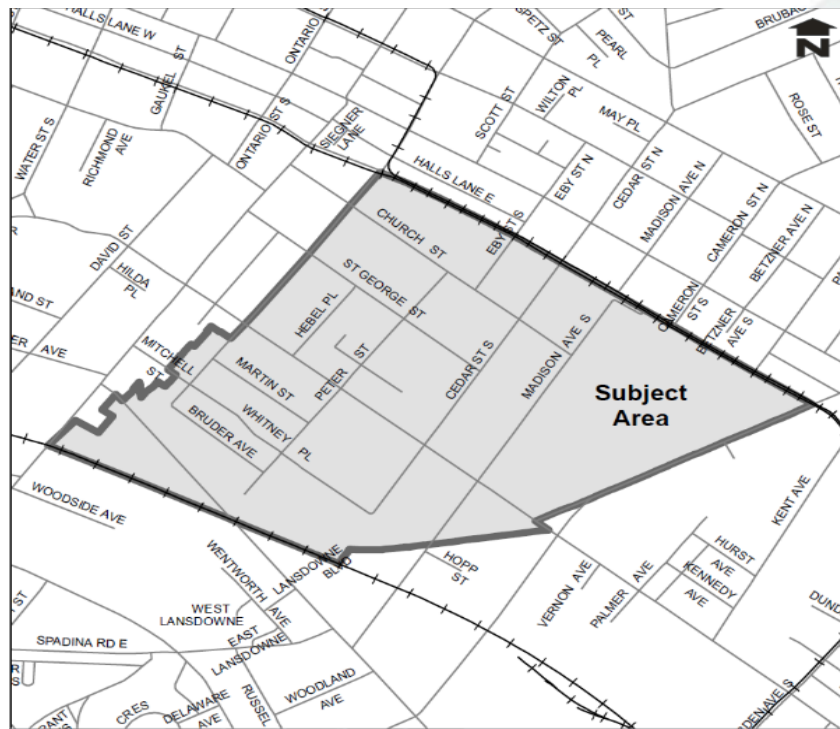 HALLS LANE W
GAUKEL ST
ONTARIO ST
SPETZ ST
ST
PEARL
PL
BRUBAC
N
WATER ST S
RICHMOND
AVE
ONTARIO ST S
SIEGNER
LANE
SCOTT ST
WILTON
PL
MAY PL
ROSE ST
HALLS LANE E
EBY ST N
CEDAR ST N
MADISON AVE N
CAMERON ST N
BETZNER AVE N
DAVID ST
HILDA
PL
CHURCH ST
EBY ST S
ST GEORGE ST
HEBEL PL
CAMERON
ST S
BETZNER
AVE S
AND ST
ER AVE
MITCHELL
ST
MARTIN ST
PETER ST
CEDAR ST S
MADISON AVE S
Subject
Area
WHITNEY PL
BRUDER AVE
WOODSIDE AVE
WENTWORTH AVE
LANSDOWNE
BLVD
HOPP
ST
VERNON AVE
PALMER AVE
HURST
AVE
KENNEDY
AVE
KENT AVE
DUND
ST
WEST
LANSDOWNE
EAST
LANSDOWNE
SPADINA RD E
RUSSEL
WOODLAND
AVE
DELAWARE
AVE
CRES
RANT
DEN AVE S